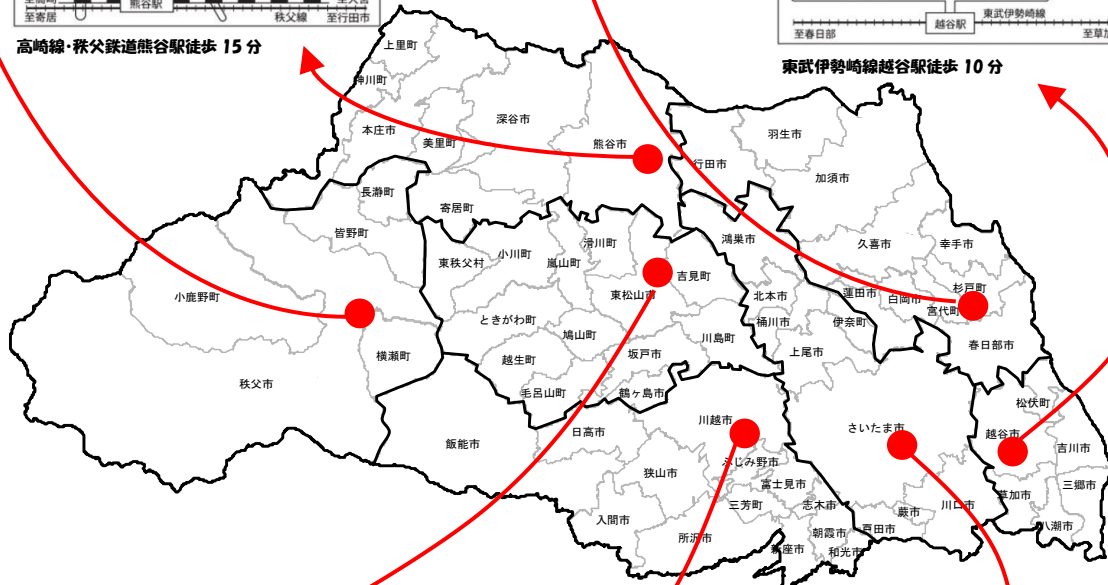 熊谷駅
秩父線
至寄居
至行田市
高崎線・秩父鉄道熊谷駅徒歩 15 分
東武伊勢崎線
越谷駅
至春日部
至草加
東武伊勢崎線越谷駅徒歩 10 分
上里町
神川町
本庄市
美里町
深谷市
熊谷市
行田市
羽生市
加須市
長瀞町
寄居町
皆野町
鴻巣市
久喜市
幸手市
東秩父村
小川町
嵐山町
滑川町
吉見町
小鹿野町
東松山市
北本市
蓮田市
白岡市
杉戸町
宮代町
ときがわ町
鳩山町
川島町
桶川市
伊奈町
春日部市
横瀬町
越生町
坂戸市
上尾市
秩父市
毛呂山町
鶴ヶ島市
松伏町
飯能市
日高市
川越市
さいたま市
越谷市
吉川市
狭山市
ふじみ野市
富士見市
三郷市
入間市
三芳町
志木市
蕨市
川口市
草加市
所沢市
朝霞市
戸田市
八潮市
新座市
和光市